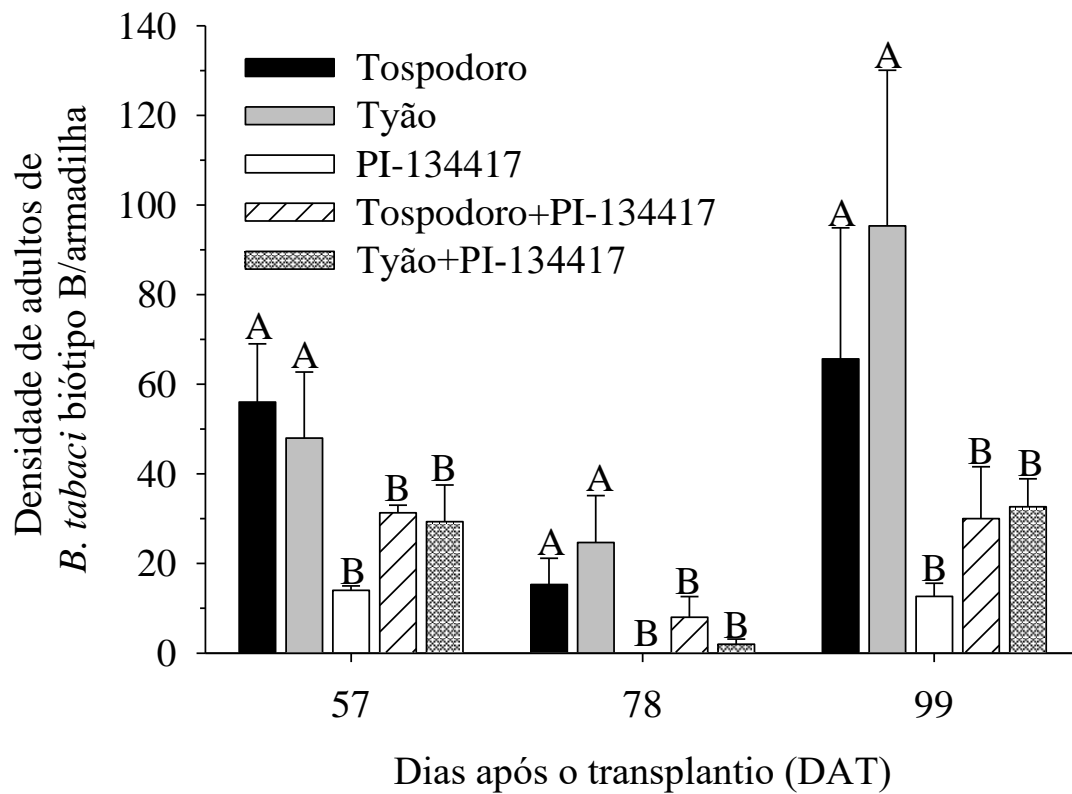 Densidade de adultos de
B. tabaci biótipo B/armadilha
140
120
100
80
60
40
20
0
Tospodoro
Tyão
PI-134417
Tospodoro+PI-134417
Tyão+PI-134417
A
A
B
B
B
A
A
B
B
B
A
A
B
B
B
57
78
99
Dias após o transplantio (DAT)